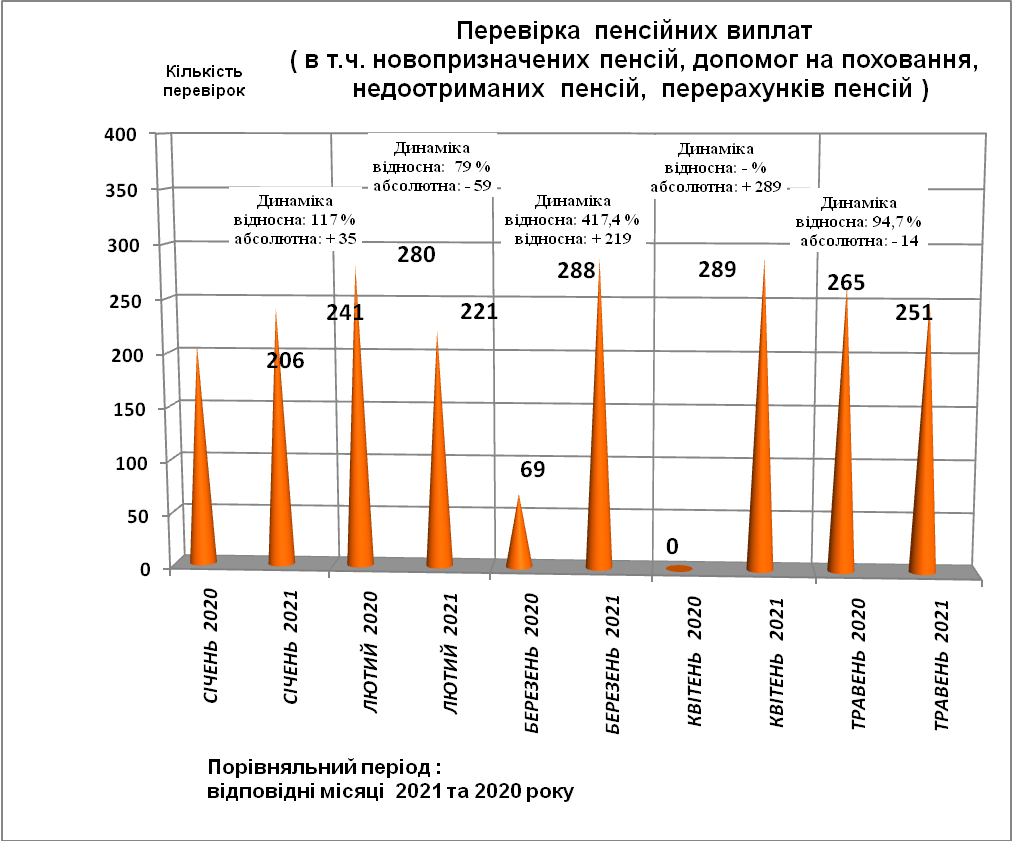 Перевірка пенсійних виплат
( в т.ч. новопризначених пенсій, допомог на поховання,
недоотриманих пенсій, перерахунків пенсій )
Кількість
перевірок
400
350
300
250
200
150
100
50
0
Динаміка
відносна: 117 %
абсолютна: + 35
Динаміка
відносна: 79 %
абсолютна: - 59
Динаміка
відносна: 417,4 %
відносна: + 219
Динаміка
відносна: - %
абсолютна: + 289
Динаміка
відносна: 94,7 %
абсолютна: - 14
206
241
280
221
69
288
0
289
265
251
СІЧЕНЬ 2020
СІЧЕНЬ 2021
ЛЮТИЙ 2020
ЛЮТИЙ 2021
БЕРЕЗЕНЬ 2020
БЕРЕЗЕНЬ 2021
КВІТЕНЬ 2020
КВІТЕНЬ 2021
ТРАВЕНЬ 2020
ТРАВЕНЬ 2021
Порівняльний період :
відповідні місяці 2021 та 2020 року